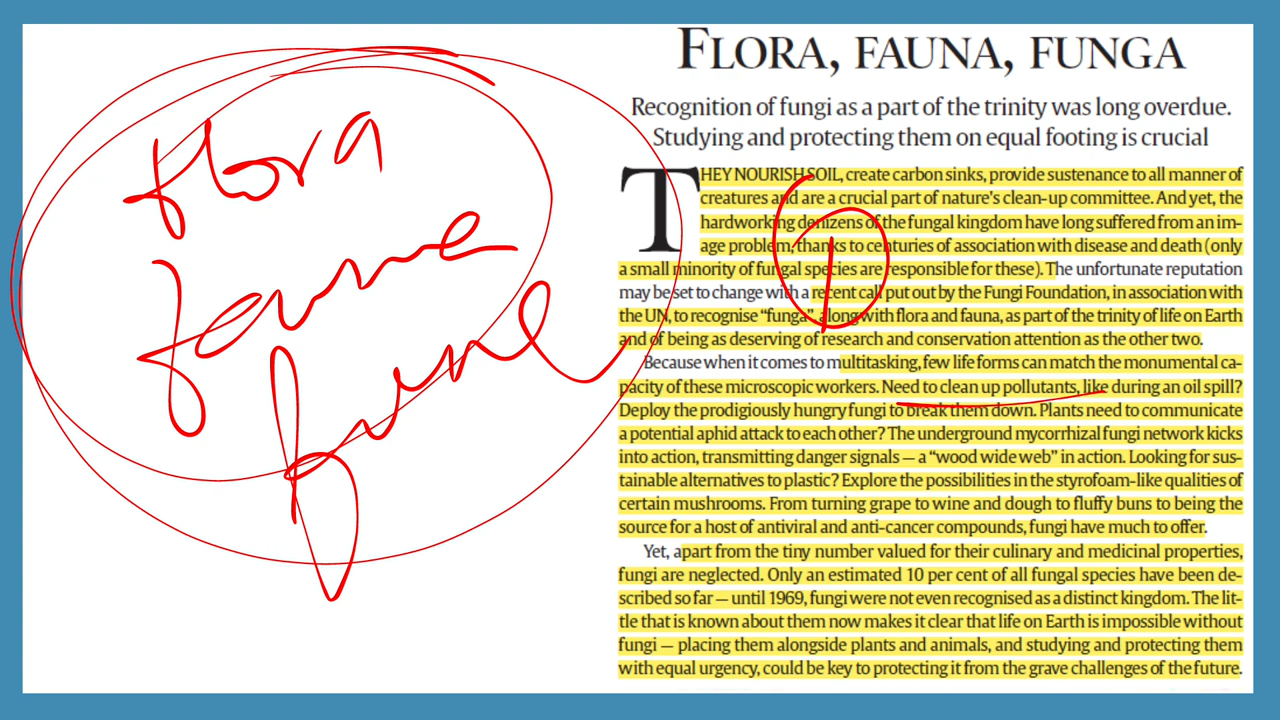 flora
fauna
fune
FLORA, FAUNA, FUNGA
Recognition of fungi as a part of the trinity was long overdue.
Studying and protecting them on equal footing is crucial
THEY NOURISH SOIL, create carbon sinks, provide sustenance to all manner of
creatures and are a crucial part of nature's clean-up committee. And yet, the
hardworking denizens of the fungal kingdom have long suffered from an im-
age problem, thanks to centuries of association with disease and death (only
a small minority of fungal species are responsible for these). The unfortunate reputation
may be set to change with a recent call put out by the Fungi Foundation, in association with
the UN, to recognise “funga”, along with flora and fauna, as part of the trinity of life on Earth
and of being as deserving of research and conservation attention as the other two.
Because when it comes to multitasking, few life forms can match the monumental ca-
pacity of these microscopic workers. Need to clean up pollutants, like during an oil spill?
Deploy the prodigiously hungry fungi to break them down. Plants need to communicate
a potential aphid attack to each other? The underground mycorrhizal fungi network kicks
into action, transmitting danger signals — a “wood wide web” in action. Looking for sus-
tainable alternatives to plastic? Explore the possibilities in the styrofoam-like qualities of
certain mushrooms. From turning grape to wine and dough to fluffy buns to being the
source for a host of antiviral and anti-cancer compounds, fungi have much to offer.
Yet, apart from the tiny number valued for their culinary and medicinal properties,
fungi are neglected. Only an estimated 10 per cent of all fungal species have been de-
scribed so far — until 1969, fungi were not even recognised as a distinct kingdom. The lit-
tle that is known about them now makes it clear that life on Earth is impossible without
fungi — placing them alongside plants and animals, and studying and protecting them
with equal urgency, could be key to protecting it from the grave challenges of the future.